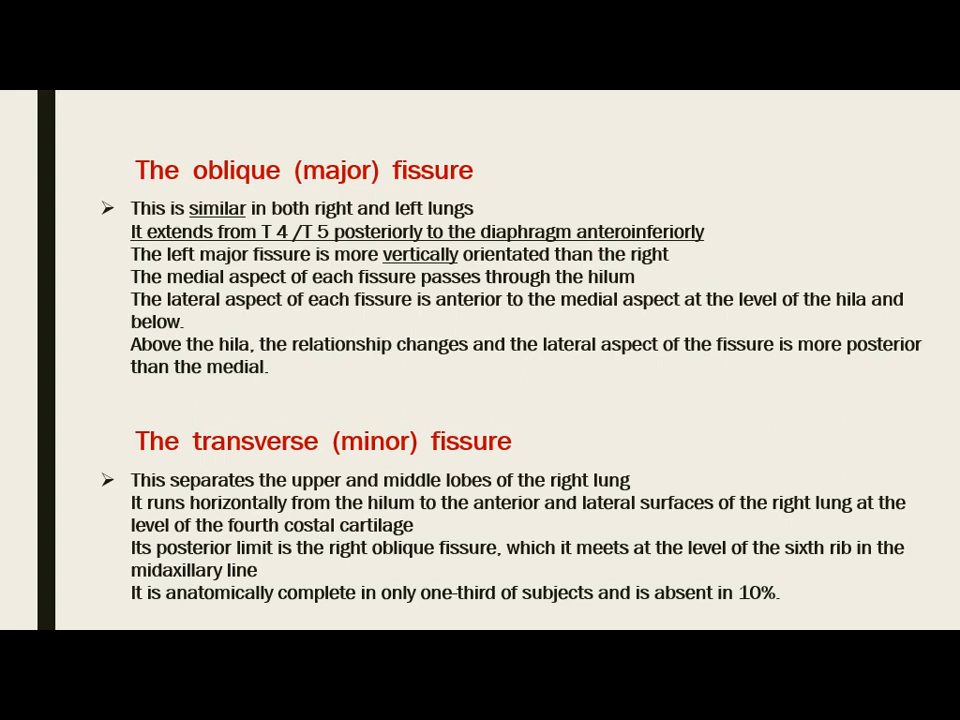 The oblique (major) fissure
This is similar in both right and left lungs
It extends from T 4 /T 5 posteriorly to the diaphragm anteroinferiorly
The left major fissure is more vertically orientated than the right
The medial aspect of each fissure passes through the hilum
The lateral aspect of each fissure is anterior to the medial aspect at the level of the hila and
below.
Above the hila, the relationship changes and the lateral aspect of the fissure is more posterior
than the medial.
The transverse (minor) fissure
This separates the upper and middle lobes of the right lung
It runs horizontally from the hilum to the anterior and lateral surfaces of the right lung at the
level of the fourth costal cartilage
Its posterior limit is the right oblique fissure, which it meets at the level of the sixth rib in the
midaxillary line
It is anatomically complete in only one-third of subjects and is absent in 10%.